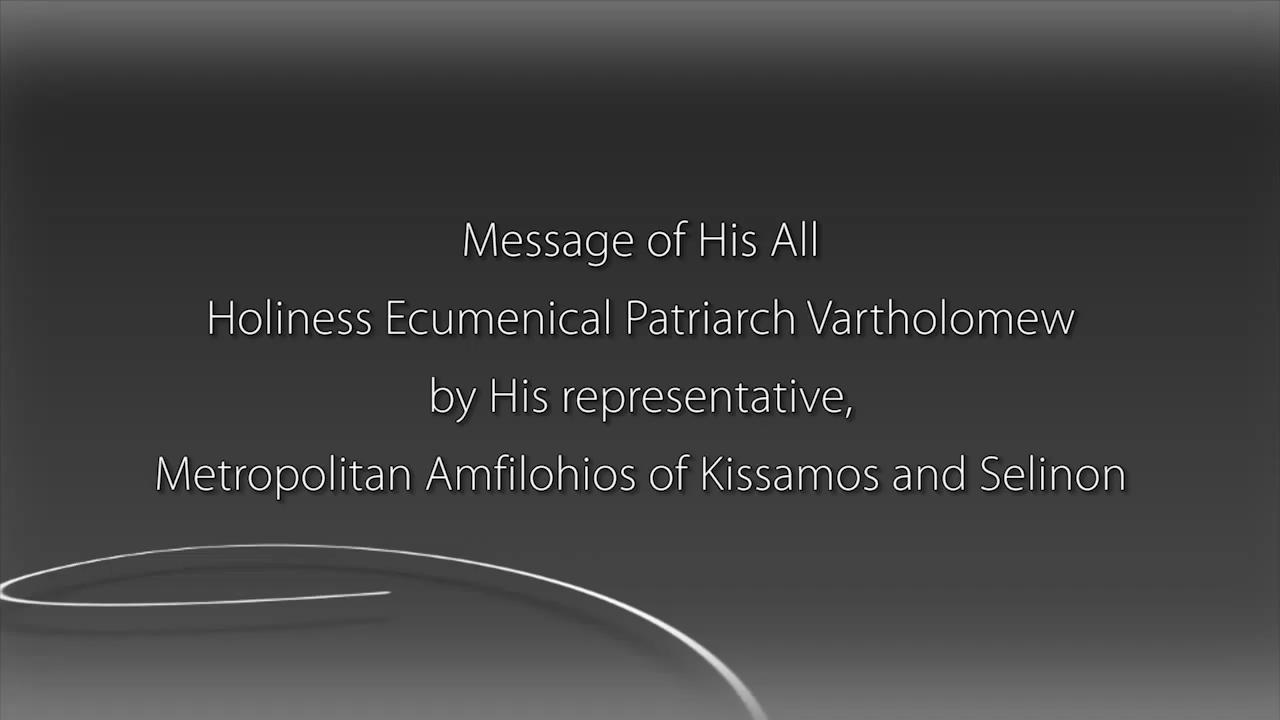 Message of His All
Holiness Ecumenical Patriarch Vartholomew
by His representative,
Metropolitan Amfilohios of Kissamos and Selinon